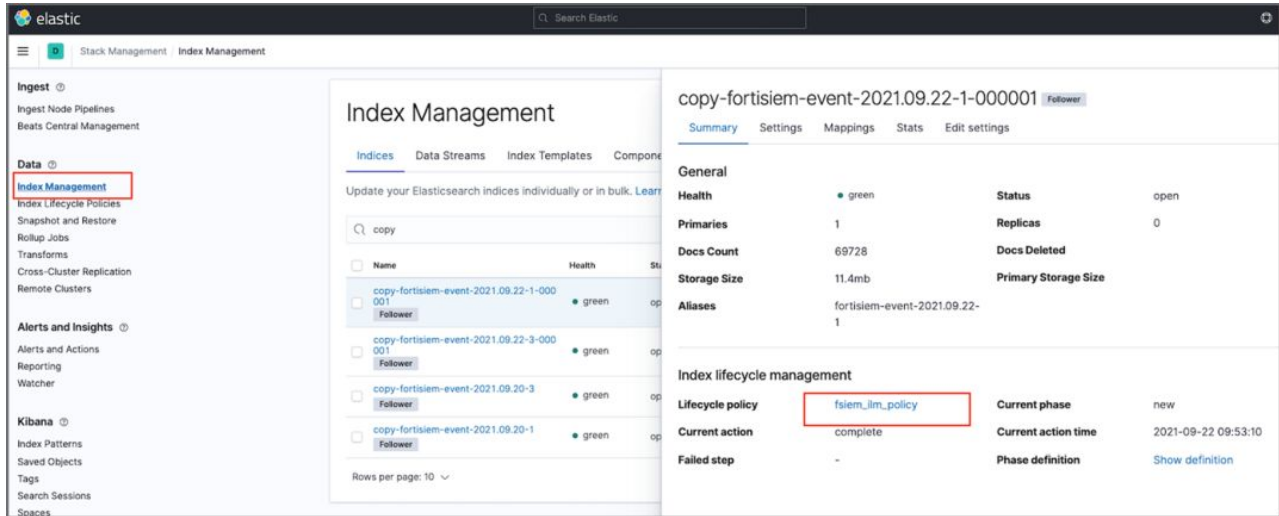 elastic
Search Elastic
D
Stack Management / Index Management
Ingest
Ingest Node Pipelines
Beats Central Management
Data
Index Management
Index Lifecycle Policies
Snapshot and Restore
Rollup Jobs
Transforms
Cross-Cluster Replication
Remote Clusters
Alerts and Insights
Alerts and Actions
Reporting
Watcher
Kibana
Index Patterns
Saved Objects
Tags
Search Sessions
Spaces
Index Management
Indices Data Streams Index Templates Compone
Update your Elasticsearch indices individually or in bulk. Learn
copy
Name Health Sta
copy-fortisiem-event-2021.09.22-1-000
001
Follower
green op
copy-fortisiem-event-2021.09.22-3-000
001
Follower
green op
copy-fortisiem-event-2021.09.20-3
Follower
green op
copy-fortisiem-event-2021.09.20-1
Follower
green op
Rows per page: 10
copy-fortisiem-event-2021.09.22-1-000001 Follower
Summary Settings Mappings Stats Edit settings
General
Health green Status open
Primaries 1 Replicas 0
Docs Count 69728 Docs Deleted
Storage Size 11.4mb Primary Storage Size
Aliases fortisiem-event-2021.09.22-
1
Index lifecycle management
Lifecycle policy fsiem_ilm_policy Current phase new
Current action complete Current action time 2021-09-22 09:53:10
Failed step - Phase definition Show definition